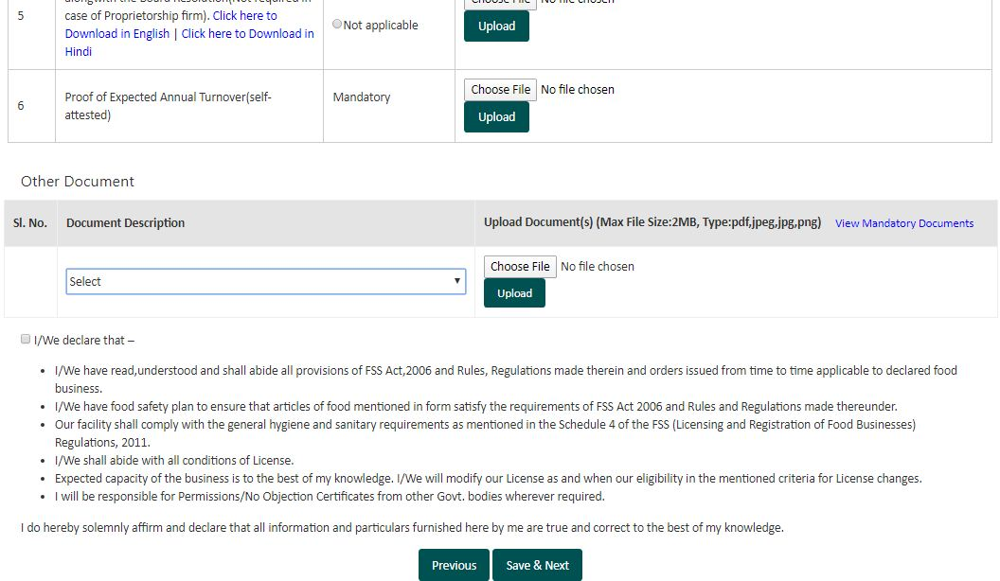 alongwith the Board Resolution(Not required in
5
case of Proprietorship firm). Click here to
Download in English | Click here to Download in
Hindi
Not applicable
Choose File No file chosen
Upload
6
Proof of Expected Annual Turnover(self-
attested)
Mandatory
Choose File No file chosen
Upload
Other Document
Sl. No. Document Description Upload Document(s) (Max File Size:2MB, Type:pdf,jpeg,jpg,png) View Mandatory Documents
Select
Choose File No file chosen
Upload
I/We declare that –
• I/We have read,understood and shall abide all provisions of FSS Act,2006 and Rules, Regulations made therein and orders issued from time to time applicable to declared food
business.
• I/We have food safety plan to ensure that articles of food mentioned in form satisfy the requirements of FSS Act 2006 and Rules and Regulations made thereunder.
• Our facility shall comply with the general hygiene and sanitary requirements as mentioned in the Schedule 4 of the FSS (Licensing and Registration of Food Businesses)
Regulations, 2011.
• I/We shall abide with all conditions of License.
• Expected capacity of the business is to the best of my knowledge. I/We will modify our License as and when our eligibility in the mentioned criteria for License changes.
• I will be responsible for Permissions/No Objection Certificates from other Govt. bodies wherever required.
I do hereby solemnly affirm and declare that all information and particulars furnished here by me are true and correct to the best of my knowledge.
Previous Save & Next